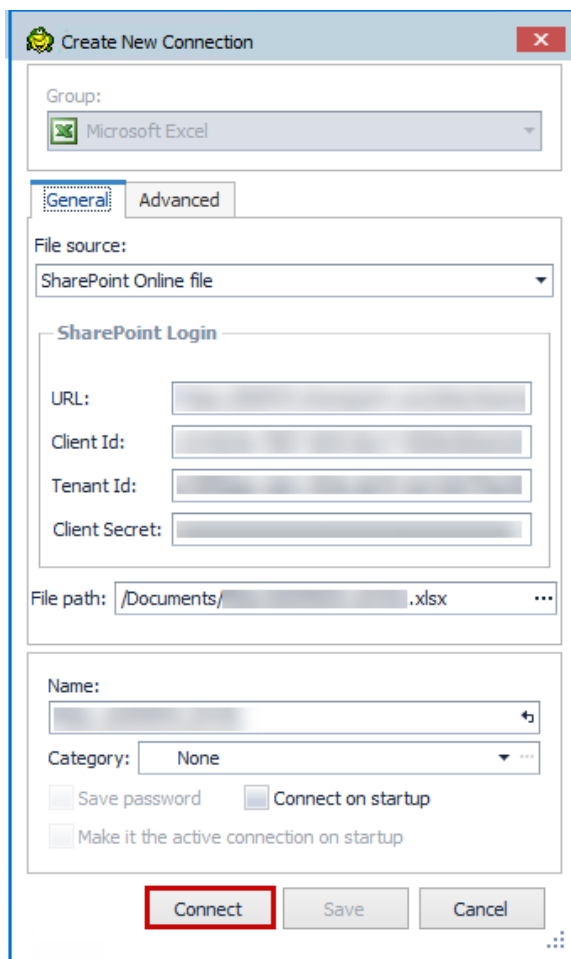 Create New Connection
Group:
Microsoft Excel
General Advanced
File source:
SharePoint Online file
SharePoint Login
URL:
Client Id:
Tenant Id:
Client Secret:
File path: /Documents/ .xlsx ...
Name:
Category: None ...
Save password Connect on startup
Make it the active connection on startup
Connect Save Cancel